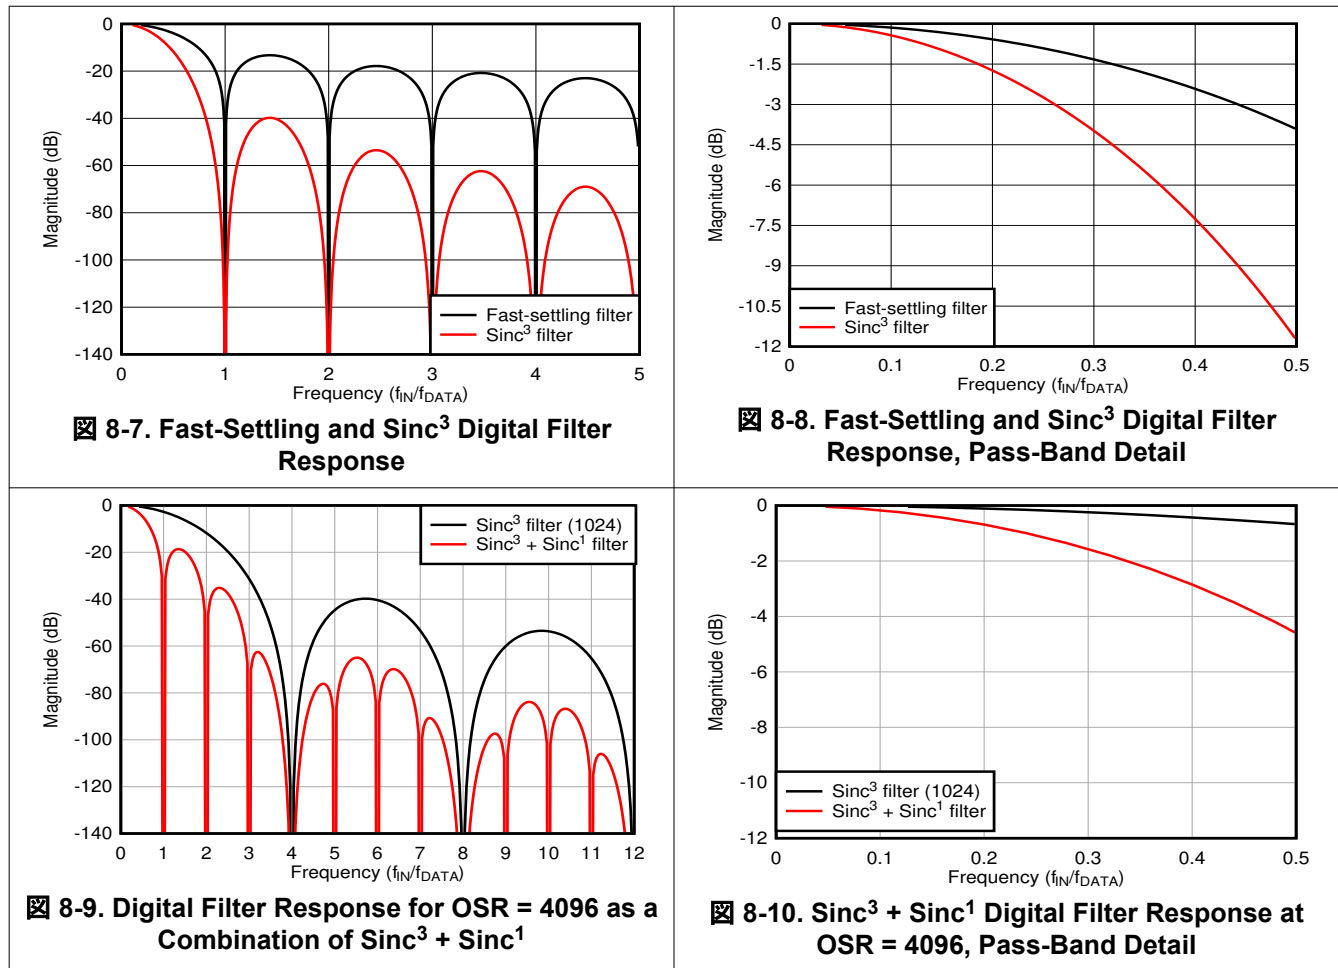 0
-20
-40
-60
-80
-100
-120
-140
Magnitude (dB)
Fast-settling filter
Sinc³ filter
0 1 2 3 4 5
Frequency (fIN/fDATA)
図 8-7. Fast-Settling and Sinc³ Digital Filter
Response
0
-1.5
-3
-4.5
-6
-7.5
-9
-10.5
-12
Magnitude (dB)
Fast-settling filter
Sinc³ filter
0 0.1 0.2 0.3 0.4 0.5
Frequency (fIN/fDATA)
図 8-8. Fast-Settling and Sinc³ Digital Filter
Response, Pass-Band Detail
0
-20
-40
-60
-80
-100
-120
-140
Magnitude (dB)
Sinc³ filter (1024)
Sinc³ + Sinc¹ filter
0 1 2 3 4 5 6 7 8 9 10 11 12
Frequency (fIN/fDATA)
図 8-9. Digital Filter Response for OSR = 4096 as a
Combination of Sinc³ + Sinc¹
0
-2
-4
-6
-8
-10
-12
Magnitude (dB)
Sinc³ filter (1024)
Sinc³ + Sinc¹ filter
0 0.1 0.2 0.3 0.4 0.5
Frequency (fIN/fDATA)
図 8-10. Sinc³ + Sinc¹ Digital Filter Response at
OSR = 4096, Pass-Band Detail